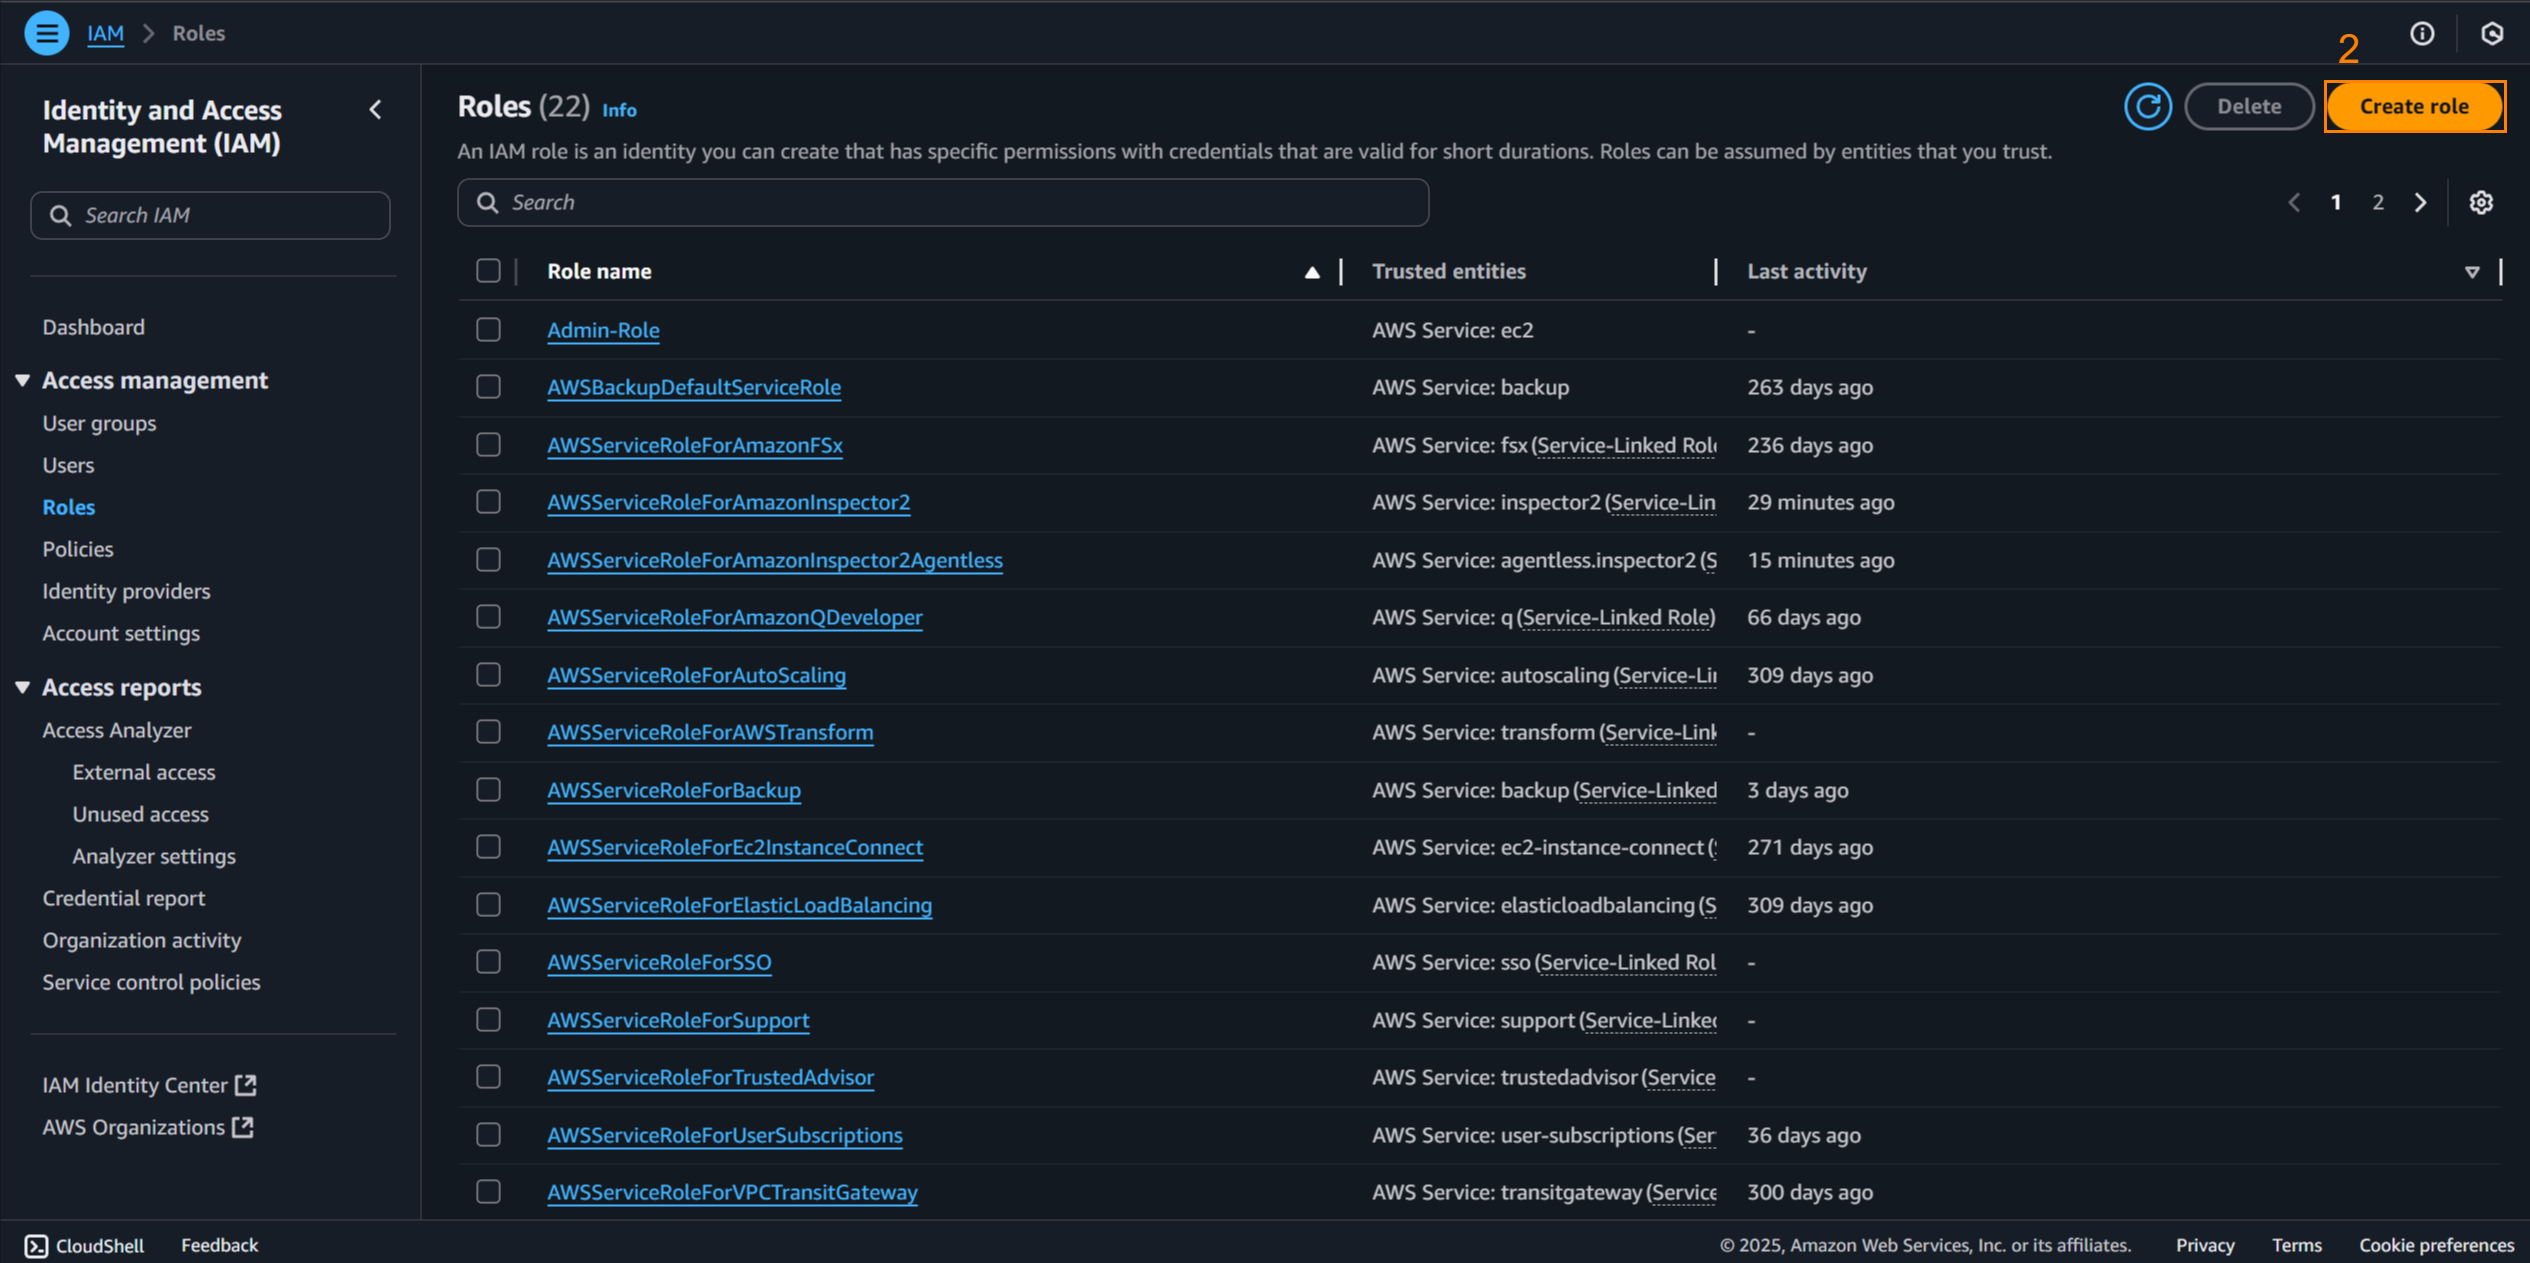 IAM > Roles
2
Identity and Access
Management (IAM)
Search IAM
Dashboard
Access management
User groups
Users
Roles
Policies
Identity providers
Account settings
Access reports
Access Analyzer
External access
Unused access
Analyzer settings
Credential report
Organization activity
Service control policies
IAM Identity Center
AWS Organizations
Roles (22) Info
Delete
Create role
An IAM role is an identity you can create that has specific permissions with credentials that are valid for short durations. Roles can be assumed by entities that you trust.
Search
1 2
Role name Trusted entities Last activity
Admin-Role AWS Service: ec2 -
AWSBackupDefaultServiceRole AWS Service: backup 263 days ago
AWSServiceRoleForAmazonFSx AWS Service: fsx (Service-Linked Role 236 days ago
AWSServiceRoleForAmazonInspector2 AWS Service: inspector2 (Service-Lin 29 minutes ago
AWSServiceRoleForAmazonInspector2Agentless AWS Service: agentless.inspector2 (S 15 minutes ago
AWSServiceRoleForAmazonQDeveloper AWS Service: q (Service-Linked Role) 66 days ago
AWSServiceRoleForAutoScaling AWS Service: autoscaling (Service-Li 309 days ago
AWSServiceRoleForAWSTransform AWS Service: transform (Service-Link -
AWSServiceRoleForBackup AWS Service: backup (Service-Linked 3 days ago
AWSServiceRoleForEc2InstanceConnect AWS Service: ec2-instance-connect ( 271 days ago
AWSServiceRoleForElasticLoadBalancing AWS Service: elasticloadbalancing (S 309 days ago
AWSServiceRoleForSSO AWS Service: sso (Service-Linked Rol -
AWSServiceRoleForSupport AWS Service: support (Service-Linked -
AWSServiceRoleForTrustedAdvisor AWS Service: trustedadvisor (Service -
AWSServiceRoleForUserSubscriptions AWS Service: user-subscriptions (Ser 36 days ago
AWSServiceRoleForVPCTransitGateway AWS Service: transitgateway (Service 300 days ago
CloudShell Feedback © 2025, Amazon Web Services, Inc. or its affiliates. Privacy Terms Cookie preferences